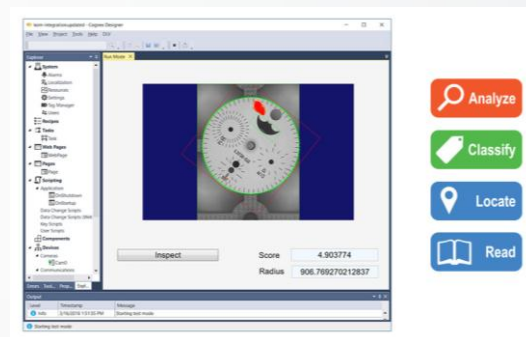 File View Project Tools Help
Explorer
Run Mode
System
Alarms
Localization
Resources
Settings
Tag Manager
Users
Recipes
Tasks
Task
Web Pages
WebPage
Pages
Page
Scripting
Application
OnShutdown
OnStartup
Data Change Scripts
Key Scripts
User Scripts
Components
Devices
Cameras
Communications
Inspect
Score 4.903774
Radius 906.769270212837
Output
Level Timestamp Message
Info Starting test mode
Starting test mode
Analyze
Classify
Locate
Read